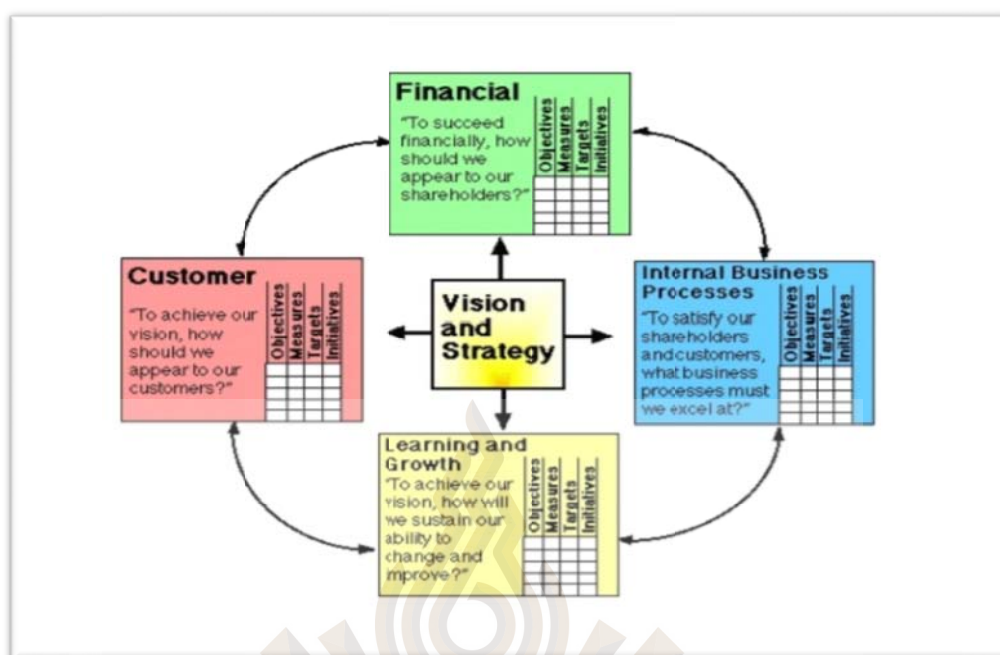 Financial
"To succeed
financially, how
should we
appear to our
shareholders?"
Objectives
Measures
Targets
Initiatives
Customer
"To achieve our
vision, how
should we
appear to our
customers?"
Objectives
Measures
Targets
Initiatives
Vision
and
Strategy
Internal Business
Processes
"To satisfy our
shareholders
and customers,
what business
processes must
we excel at?"
Objectives
Measures
Targets
Initiatives
Learning and
Growth
"To achieve our
vision, how will
we sustain our
ability to
change and
improve?"
Objectives
Measures
Targets
Initiatives